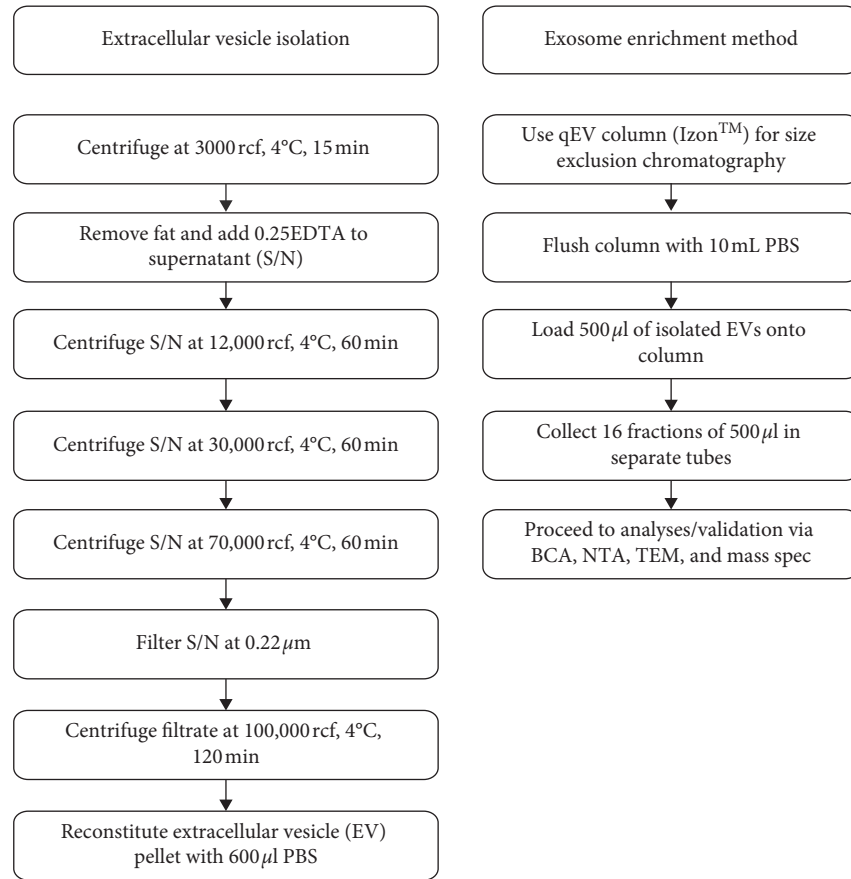 Extracellular vesicle isolation
Centrifuge at 3000 rcf, 4°C, 15 min
Remove fat and add 0.25EDTA to
supernatant (S/N)
Centrifuge S/N at 12,000 rcf, 4°C, 60 min
Centrifuge S/N at 30,000 rcf, 4°C, 60 min
Centrifuge S/N at 70,000 rcf, 4°C, 60 min
Filter S/N at 0.22 μm
Centrifuge filtrate at 100,000 rcf, 4°C,
120 min
Reconstitute extracellular vesicle (EV)
pellet with 600 μl PBS
Exosome enrichment method
Use qEV column (Izon™) for size
exclusion chromatography
Flush column with 10 mL PBS
Load 500 μl of isolated EVs onto
column
Collect 16 fractions of 500 μl in
separate tubes
Proceed to analyses/validation via
BCA, NTA, TEM, and mass spec